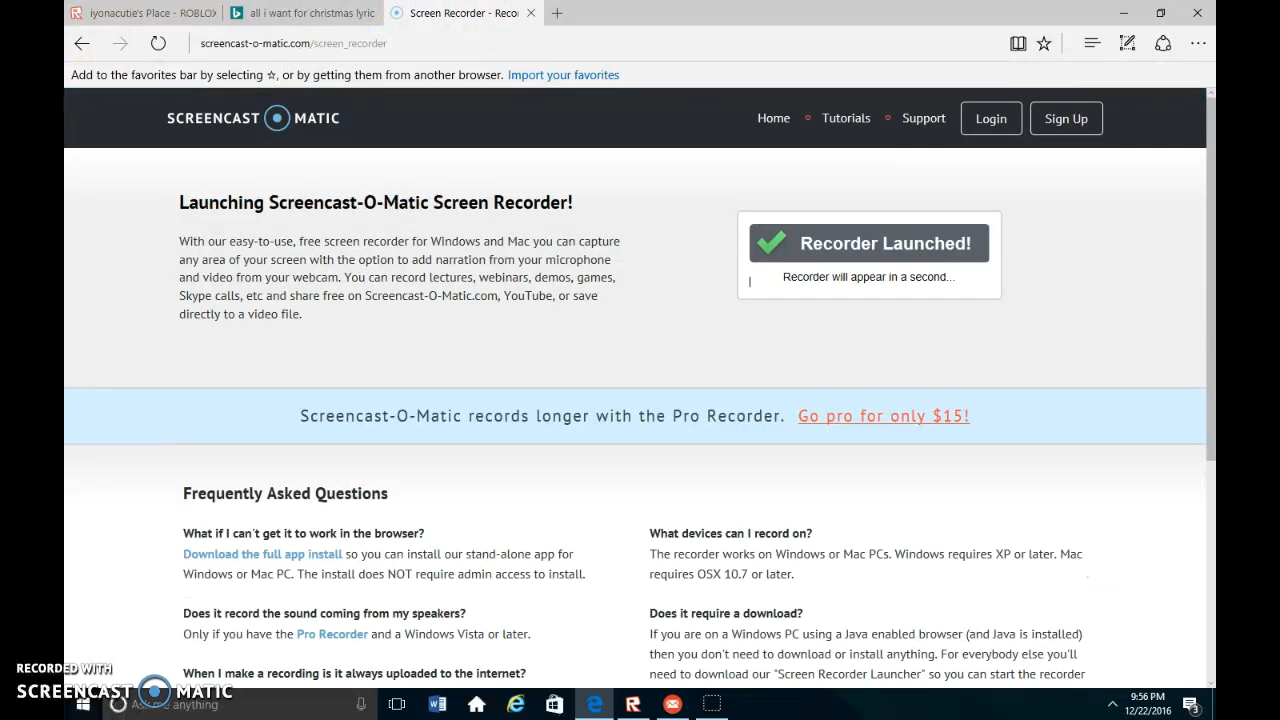 iyonacutie's Place - ROBLOX
all i want for christmas lyric
Screen Recorder - Reco
screencast-o-matic.com/screen_recorder
Add to the favorites bar by selecting ☆, or by getting them from another browser. Import your favorites
SCREENCAST MATIC
Home Tutorials Support Login Sign Up
Launching Screencast-O-Matic Screen Recorder!
With our easy-to-use, free screen recorder for Windows and Mac you can capture
any area of your screen with the option to add narration from your microphone
and video from your webcam. You can record lectures, webinars, demos, games,
Skype calls, etc and share free on Screencast-O-Matic.com, YouTube, or save
directly to a video file.
Recorder Launched!
Recorder will appear in a second...
Screencast-O-Matic records longer with the Pro Recorder. Go pro for only $15!
Frequently Asked Questions
What if I can't get it to work in the browser?
Download the full app install so you can install our stand-alone app for
Windows or Mac PC. The install does NOT require admin access to install.
Does it record the sound coming from my speakers?
Only if you have the Pro Recorder and a Windows Vista or later.
When I make a recording is it always uploaded to the internet?
What devices can I record on?
The recorder works on Windows or Mac PCs. Windows requires XP or later. Mac
requires OSX 10.7 or later.
Does it require a download?
If you are on a Windows PC using a Java enabled browser (and Java is installed)
then you don't need to download or install anything. For everybody else you'll
need to download our "Screen Recorder Launcher" so you can start the recorder
RECORDED WITH
SCREENCAST MATIC
Ask me anything
9:56 PM
12/22/2016
3